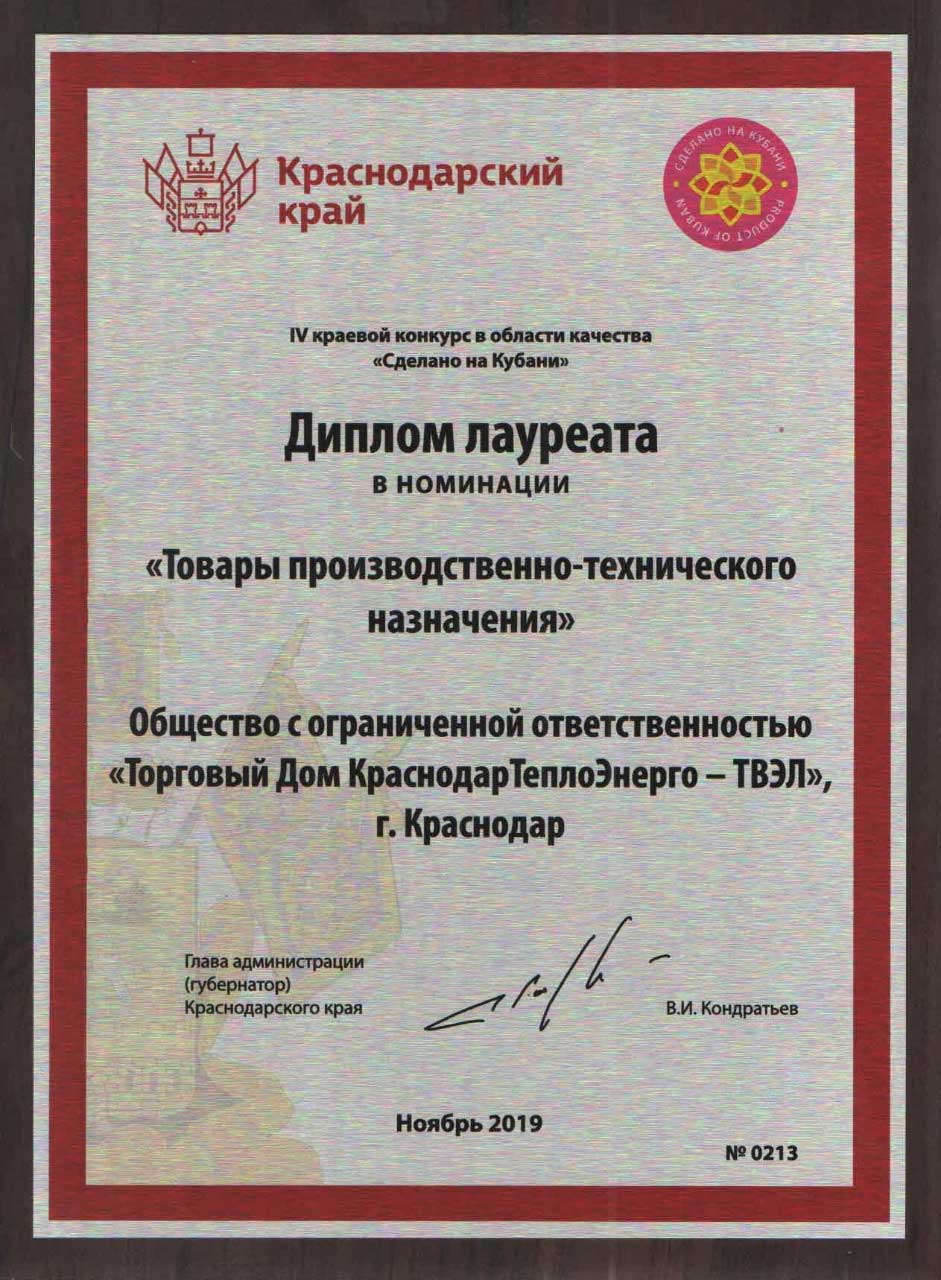 Краснодарский
край
СДЕЛАНО НА КУБАНИ
PRODUCT OF KUBAN
IV краевой конкурс в области качества
«Сделано на Кубани»
Диплом лауреата
В НОМИНАЦИИ
«Товары производственно-технического
назначения»
Общество с ограниченной ответственностью
«Торговый Дом КраснодарТеплоЭнерго – ТВЭЛ»,
г. Краснодар
Глава администрации
(губернатор)
Краснодарского края
В.И. Кондратьев
Ноябрь 2019
№ 0213